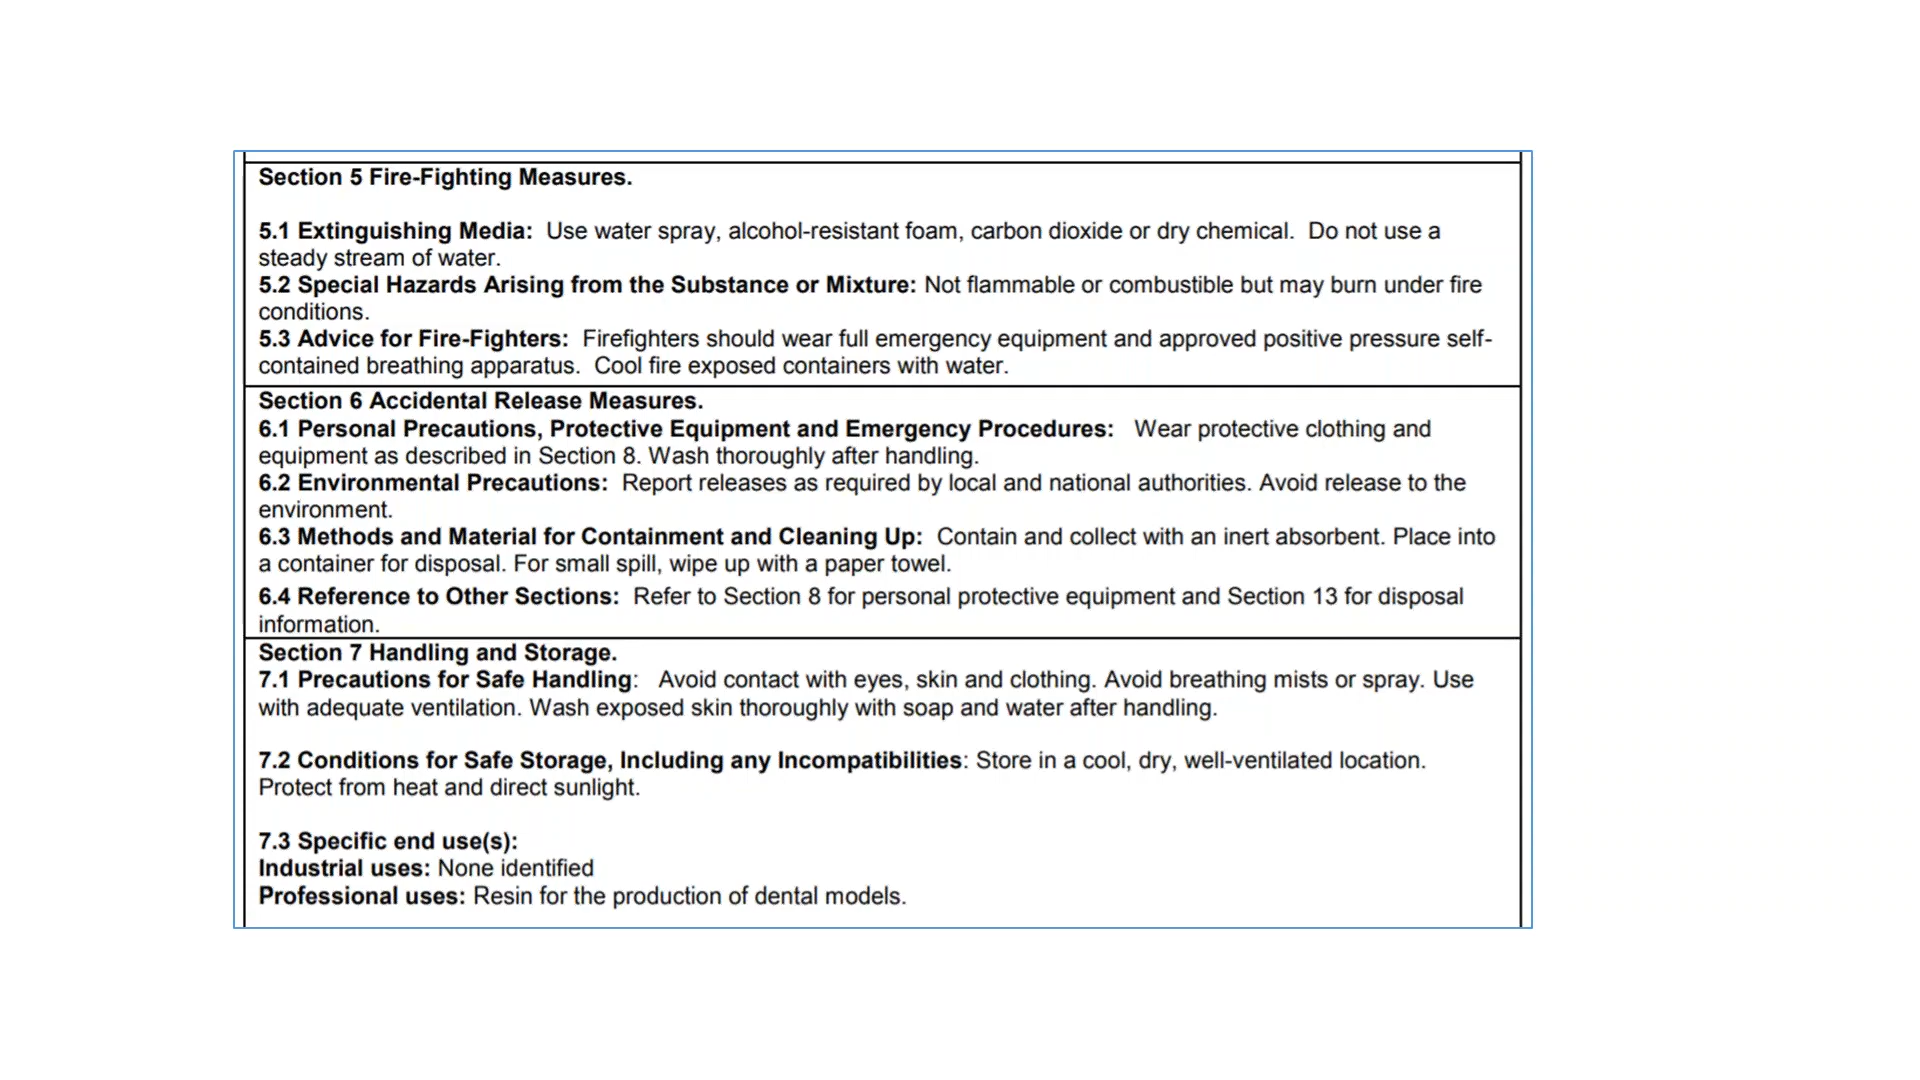 Section 5 Fire-Fighting Measures.
5.1 Extinguishing Media:  Use water spray, alcohol-resistant foam, carbon dioxide or dry chemical.  Do not use a
steady stream of water.
5.2 Special Hazards Arising from the Substance or Mixture: Not flammable or combustible but may burn under fire
conditions.
5.3 Advice for Fire-Fighters:  Firefighters should wear full emergency equipment and approved positive pressure self-
contained breathing apparatus.  Cool fire exposed containers with water.
Section 6 Accidental Release Measures.
6.1 Personal Precautions, Protective Equipment and Emergency Procedures:   Wear protective clothing and
equipment as described in Section 8. Wash thoroughly after handling.
6.2 Environmental Precautions:  Report releases as required by local and national authorities. Avoid release to the
environment.
6.3 Methods and Material for Containment and Cleaning Up:  Contain and collect with an inert absorbent. Place into
a container for disposal. For small spill, wipe up with a paper towel.
6.4 Reference to Other Sections:  Refer to Section 8 for personal protective equipment and Section 13 for disposal
information.
Section 7 Handling and Storage.
7.1 Precautions for Safe Handling:   Avoid contact with eyes, skin and clothing. Avoid breathing mists or spray. Use
with adequate ventilation. Wash exposed skin thoroughly with soap and water after handling.
7.2 Conditions for Safe Storage, Including any Incompatibilities: Store in a cool, dry, well-ventilated location.
Protect from heat and direct sunlight.
7.3 Specific end use(s):
Industrial uses: None identified
Professional uses: Resin for the production of dental models.